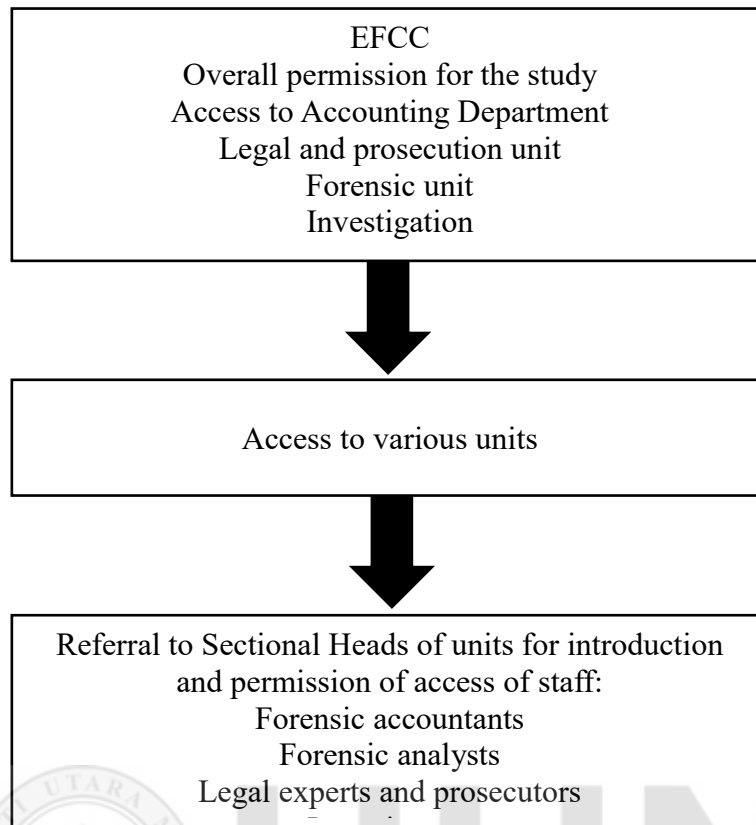 EFCC
Overall permission for the study
Access to Accounting Department
Legal and prosecution unit
Forensic unit
Investigation
Access to various units
Referral to Sectional Heads of units for introduction
and permission of access of staff:
Forensic accountants
Forensic analysts
Legal experts and prosecutors
UTARA